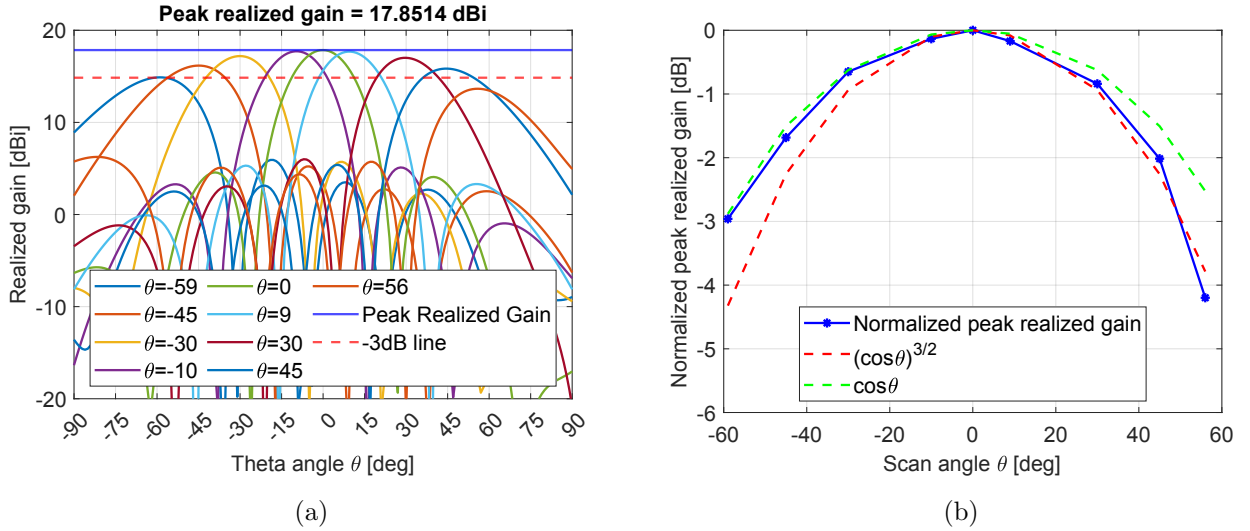 Peak realized gain = 17.8514 dBi
Realized gain [dBi]
20
10
0
-10
-20
-90
-75
-60
-45
-30
-15
0
15
30
45
60
75
90
Theta angle θ [deg]
θ=-59
θ=-45
θ=-30
θ=-10
θ=0
θ=9
θ=30
θ=45
θ=56
Peak Realized Gain
-3dB line
(a)
Normalized peak realized gain [dB]
0
-1
-2
-3
-4
-5
-6
-60
-40
-20
0
20
40
60
Scan angle θ [deg]
Normalized peak realized gain
(cosθ)^3/2
cosθ
(b)